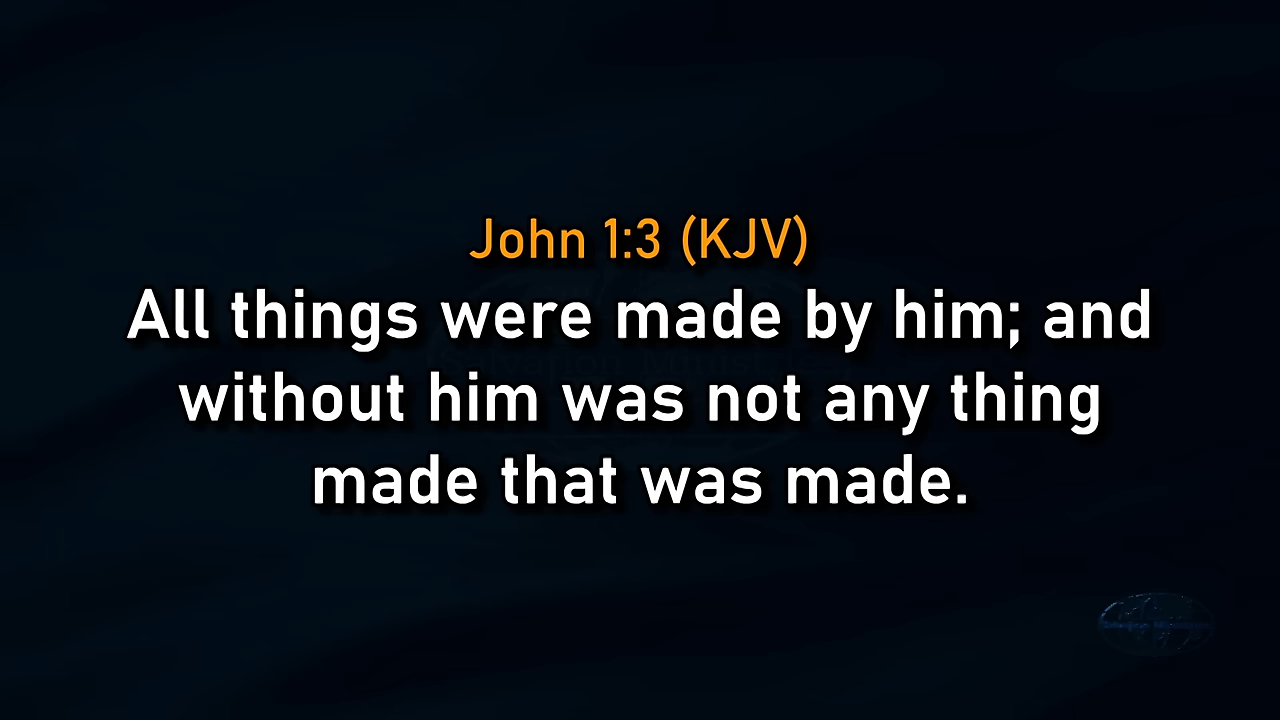 John 1:3 (KJV)
All things were made by him; and
without him was not any thing
made that was made.